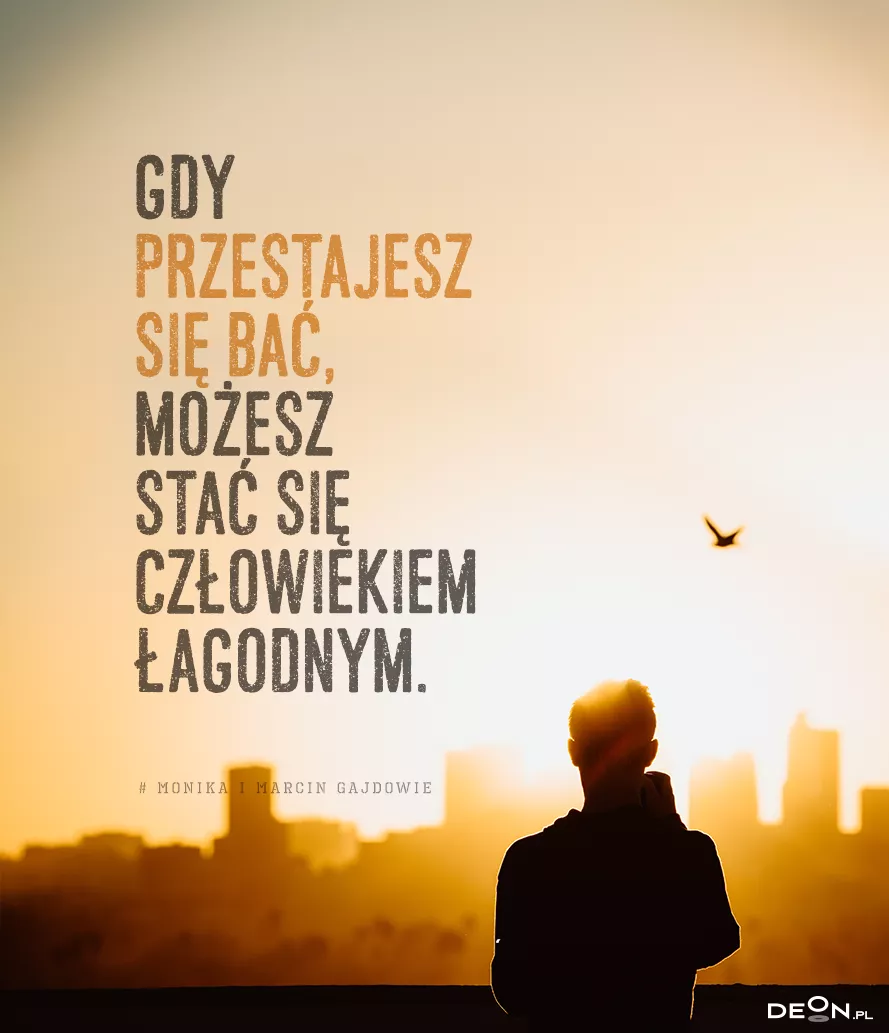 GDY
PRZESTAJESZ
SIĘ BAĆ,
MOŻESZ
STAĆ SIĘ
CZŁOWIEKIEM
ŁAGODNYM.
# MONIKA I MARCIN GAJDOWIE
DEON.PL